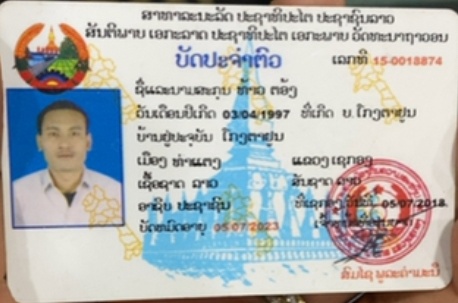 ສາທາລະນະລັດ ປະຊາທິປະໄຕ ປະຊາຊົນລາວ
ສັນຕິພາບ ເອກະລາດ ປະຊາທິປະໄຕ ເອກະພາບ ວັດທະນາຖາວອນ
ບັດປະຈຳຕົວ ເລກທີ 15-0018874
ຊື່ແລະນາມສະກຸນ ທ້າວ ຕອັງ
ວັນເດືອນປີເກີດ 03/04/1997 ທີ່ເກີດ ບ. ໂກງຕາຢູນ
ບ້ານຢູ່ປະຈຸບັນ ໂກງຕາຢູນ
ເມືອງ ທ່າແຕງ ແຂວງ ເຊກອງ
ເຊື້ອຊາດ ລາວ ສັນຊາດ ລາວ
ອາຊີບ ປະຊາຊົນ ທີ່ເຊກອງ, ວັນທີ. 05/07/2018
ບັດໝົດອາຍຸ 05/07/2023